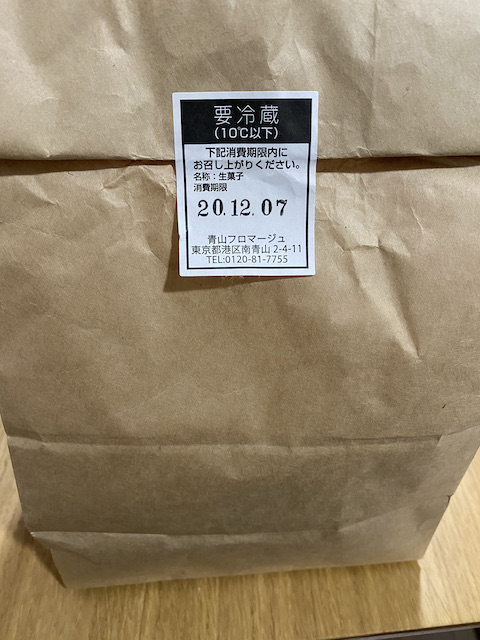 要冷蔵
(10℃以下)
下記消費期限内に
お召し上がりください。
名称：生菓子
消費期限
20.12.07
青山フロマージュ
東京都港区南青山 2-4-11
TEL:0120-81-7755